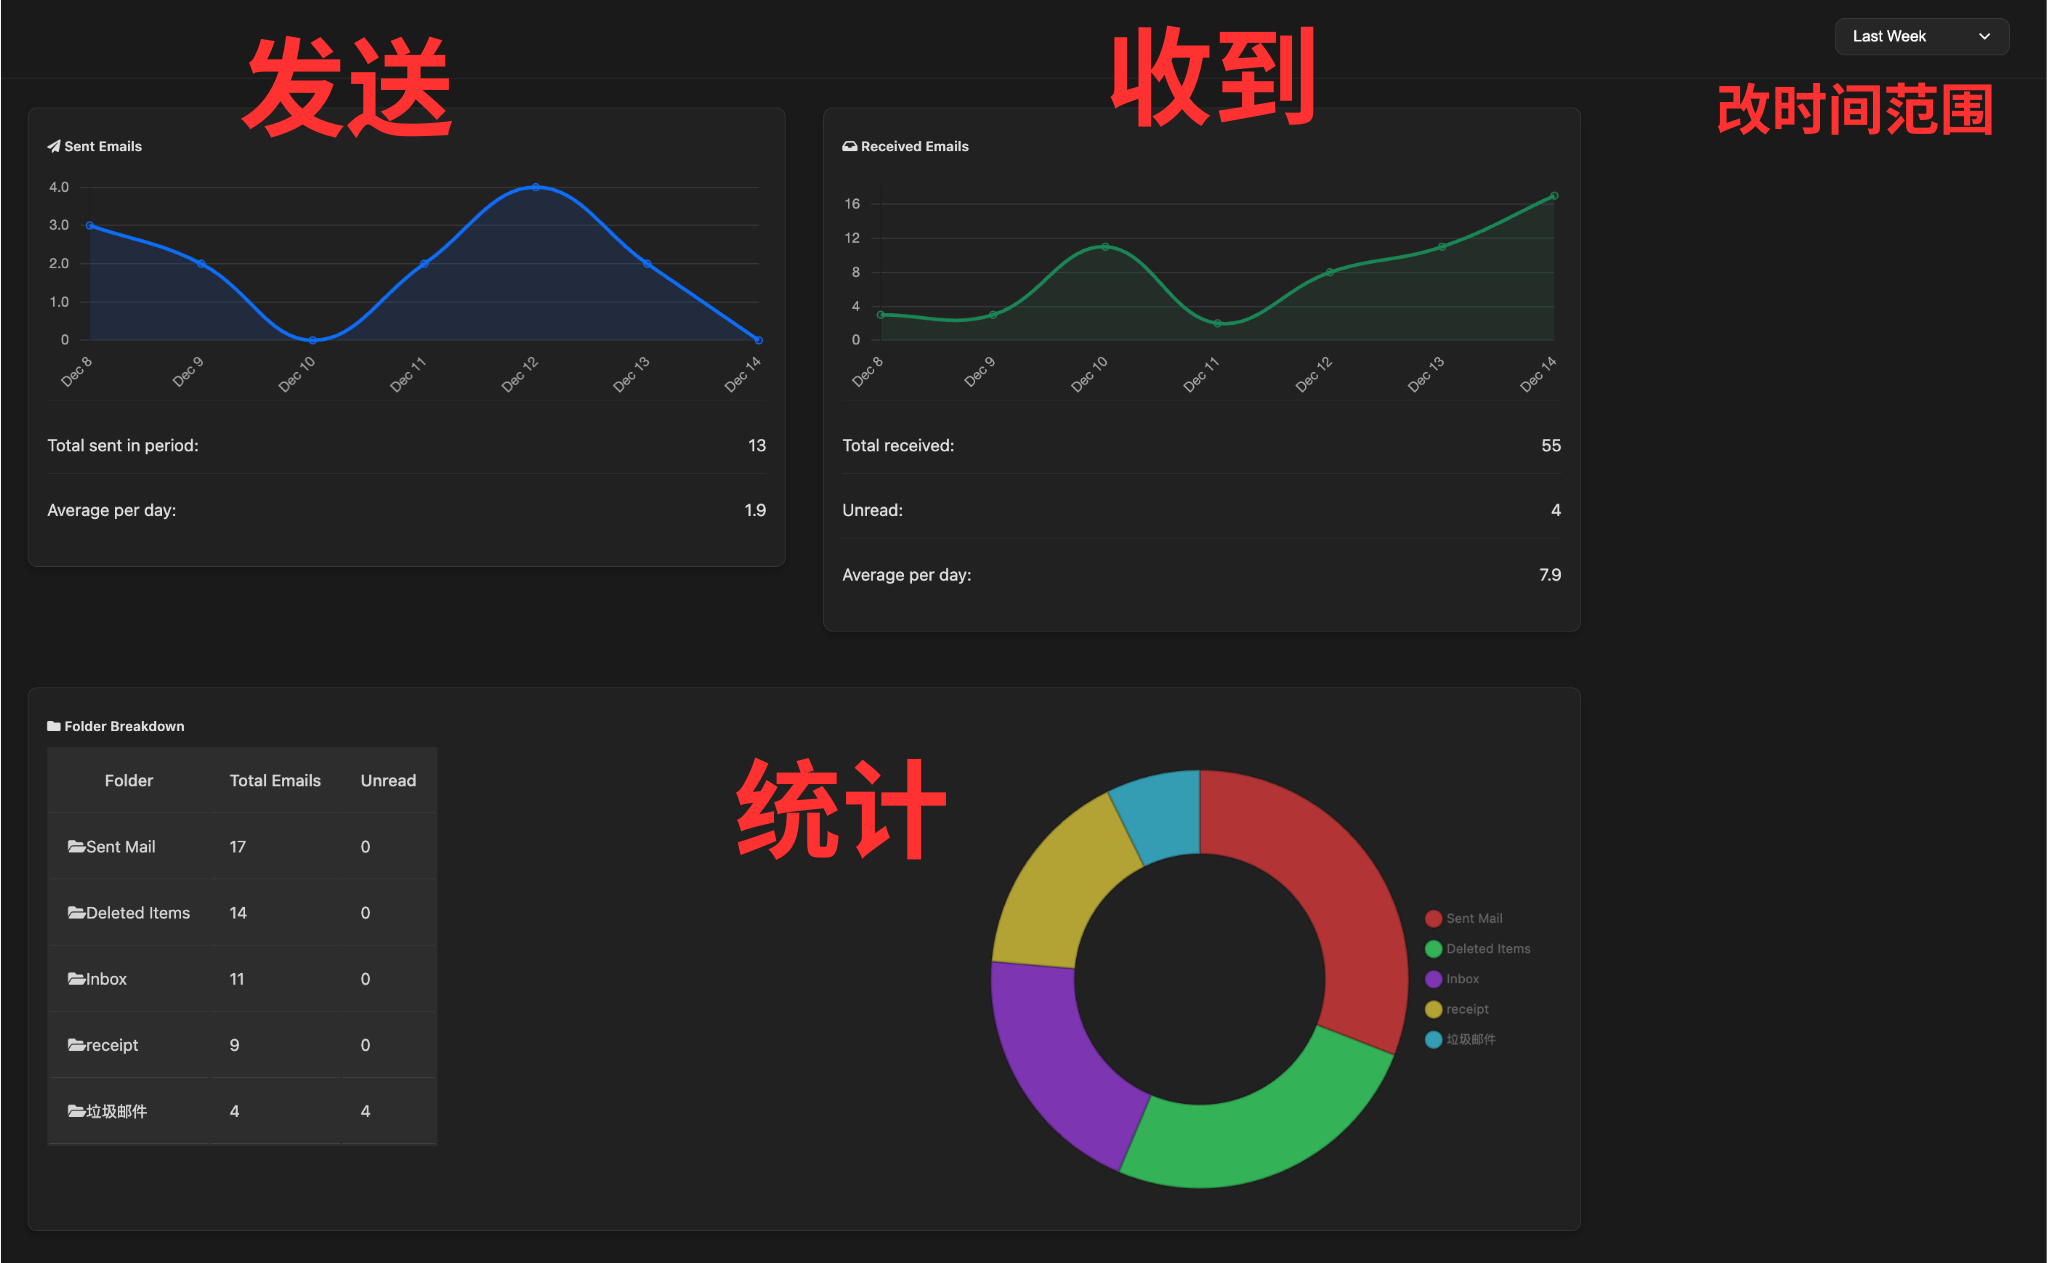 Last Week
发送
收到
改时间范围
Sent Emails
4.0
3.0
2.0
1.0
0
Dec 8
Dec 9
Dec 10
Dec 11
Dec 12
Dec 13
Dec 14
Total sent in period: 13
Average per day: 1.9
Received Emails
16
12
8
4
0
Dec 8
Dec 9
Dec 10
Dec 11
Dec 12
Dec 13
Dec 14
Total received: 55
Unread: 4
Average per day: 7.9
Folder Breakdown
Folder Total Emails Unread
Sent Mail 17 0
Deleted Items 14 0
Inbox 11 0
receipt 9 0
垃圾邮件 4 4
统计
Sent Mail
Deleted Items
Inbox
receipt
垃圾邮件